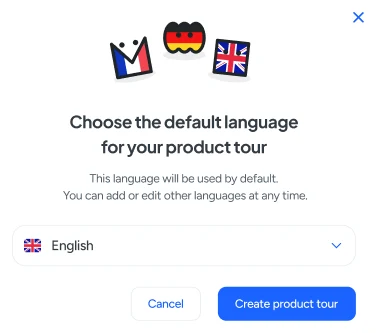 Choose the default language
for your product tour
This language will be used by default.
You can add or edit other languages at any time.
English
Cancel
Create product tour